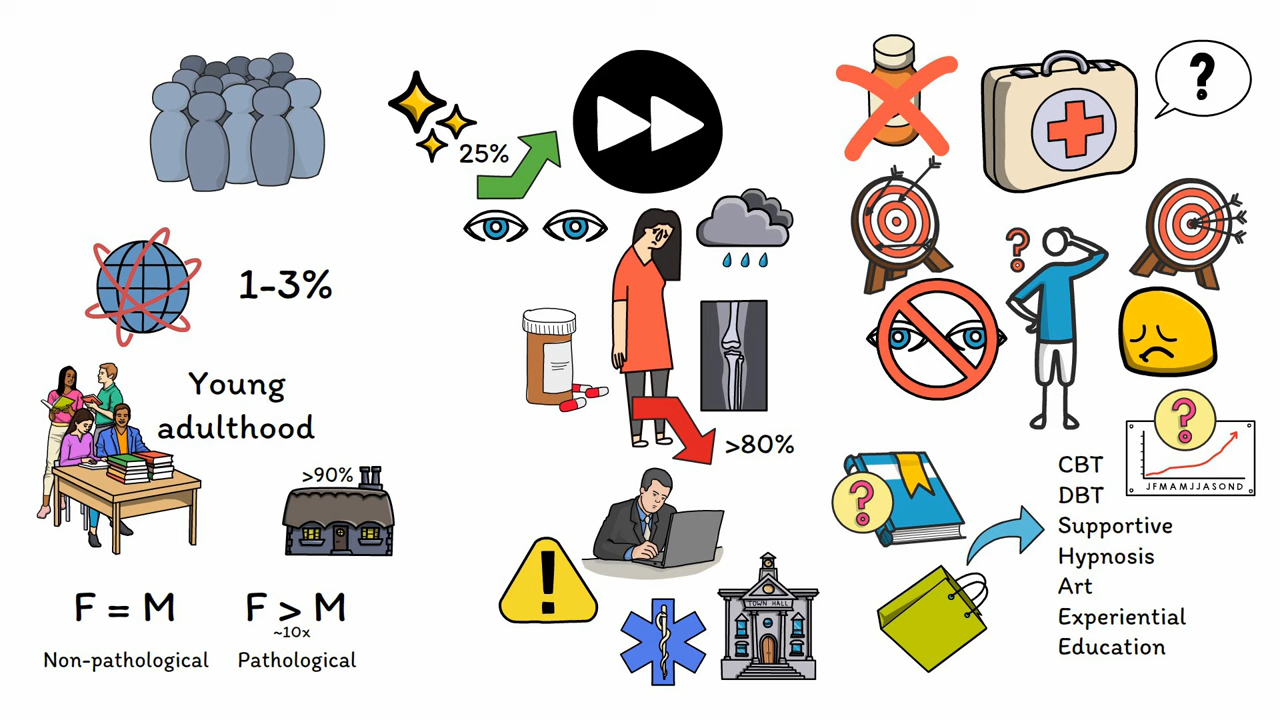 25%
?
1-3%
?
Young
adulthood
>90%
>80%
?
JFMAMJJASOND
?
CBT
DBT
Supportive
Hypnosis
Art
Experiential
Education
!
TOWN HALL
F = M
F > M
~10x
Non-pathological
Pathological